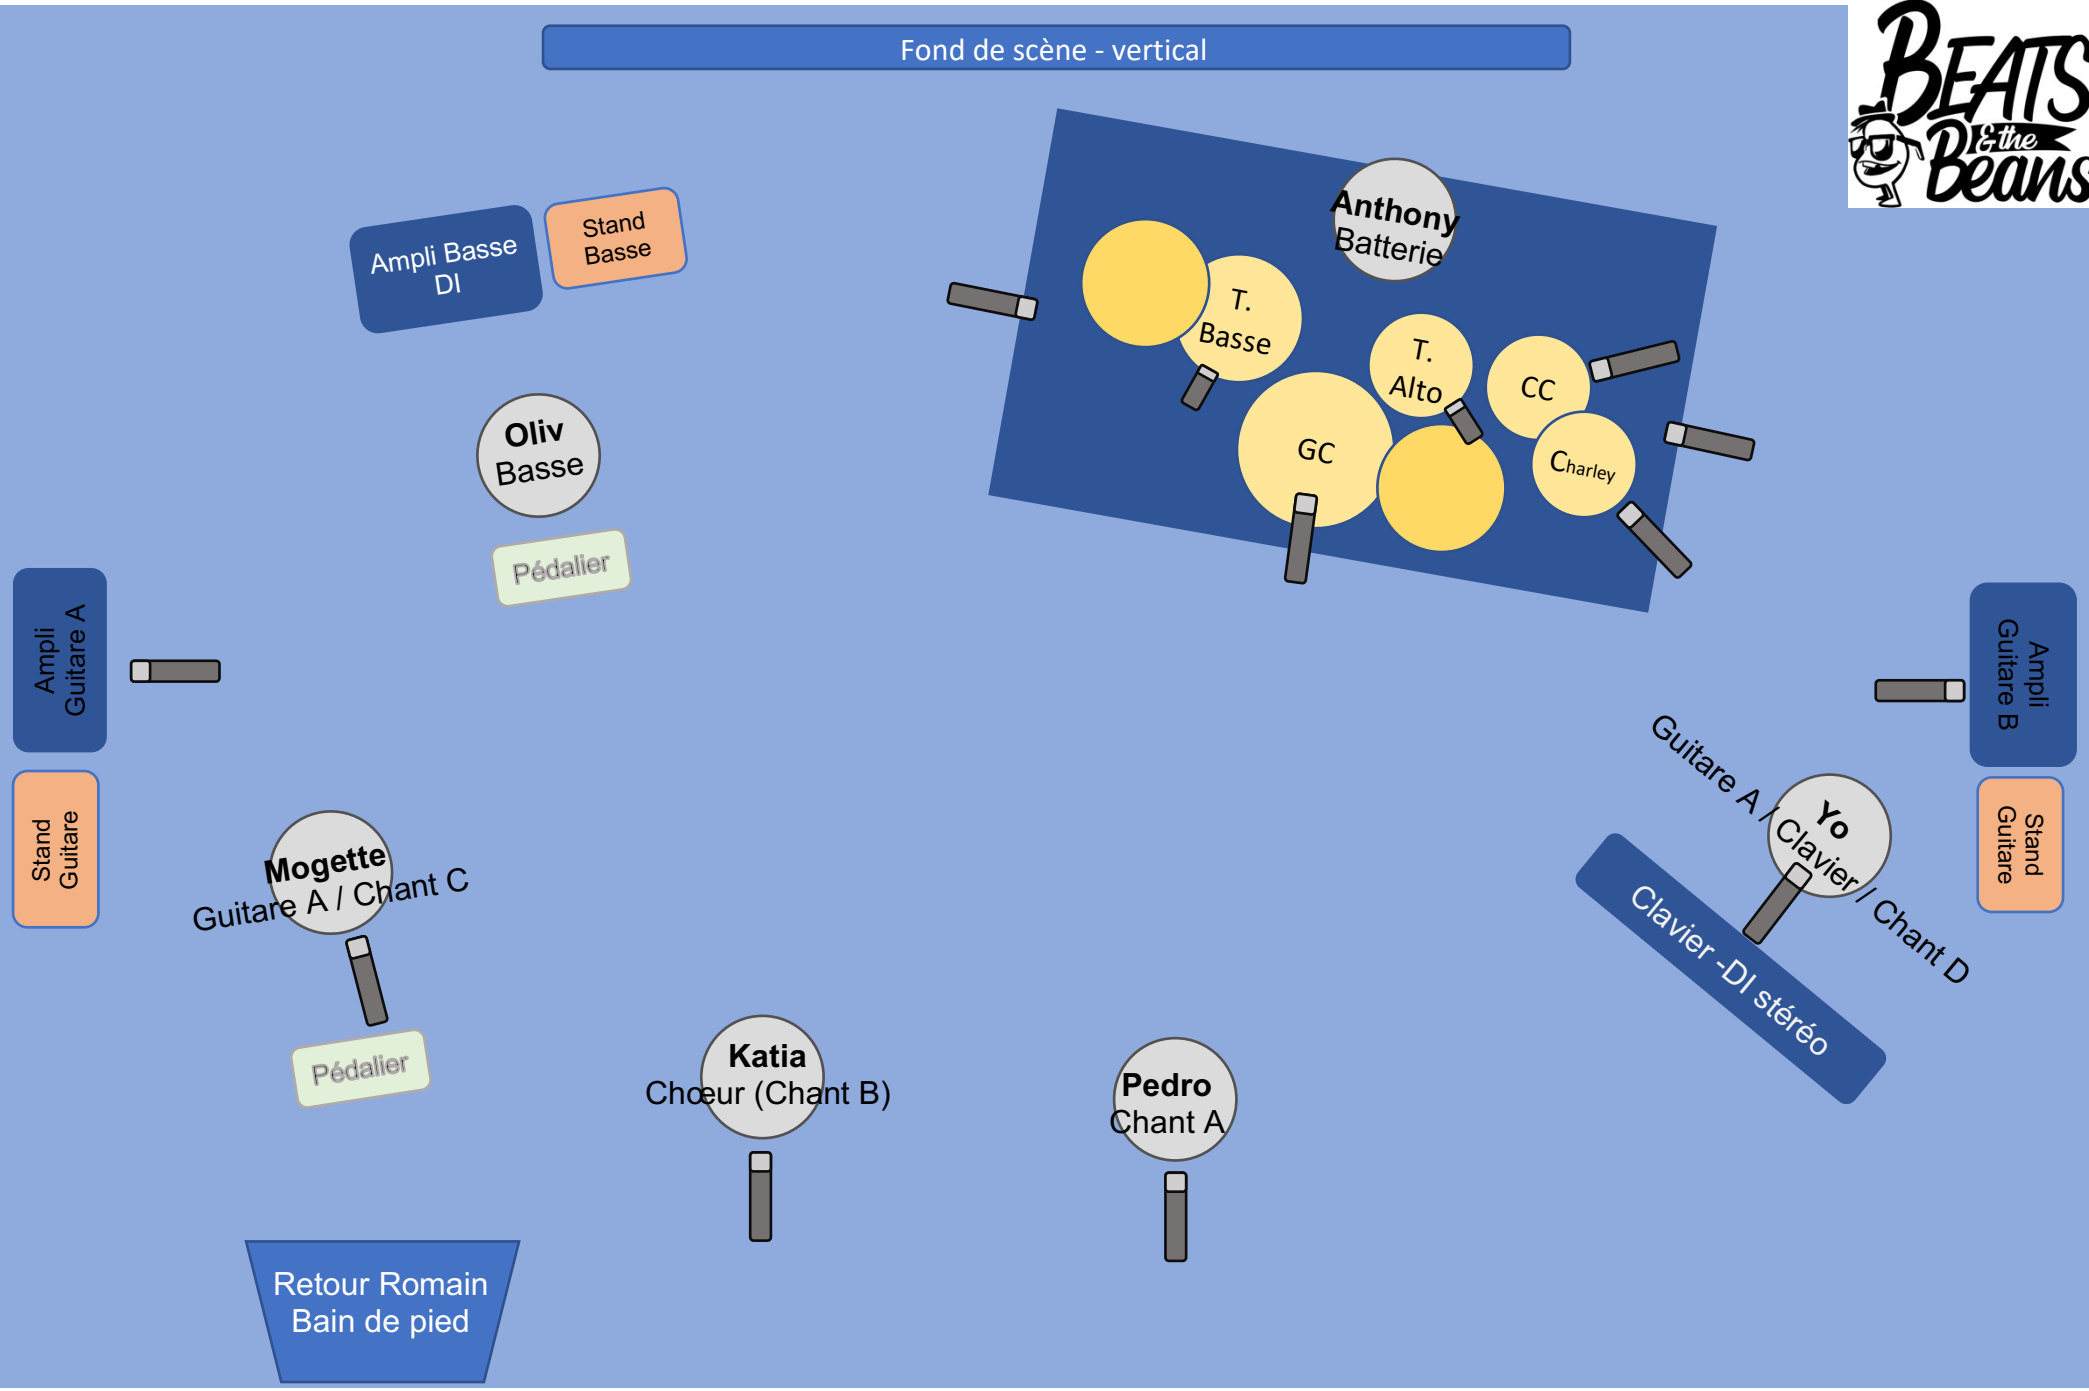 Fond de scène - vertical
BEATS
& the
Beans
Anthony
Batterie
Stand
Basse
Ampli Basse
DI
T.
Basse
T.
Alto
CC
GC
Charley
Oliv
Basse
Pédalier
Ampli
Guitare A
Ampli
Guitare B
Stand
Guitare
Stand
Guitare
Mogette
Guitare A / Chant C
Pédalier
Yo
Guitare A / Clavier / Chant D
Clavier -DI stéréo
Katia
Chœur (Chant B)
Pedro
Chant A
Retour Romain
Bain de pied